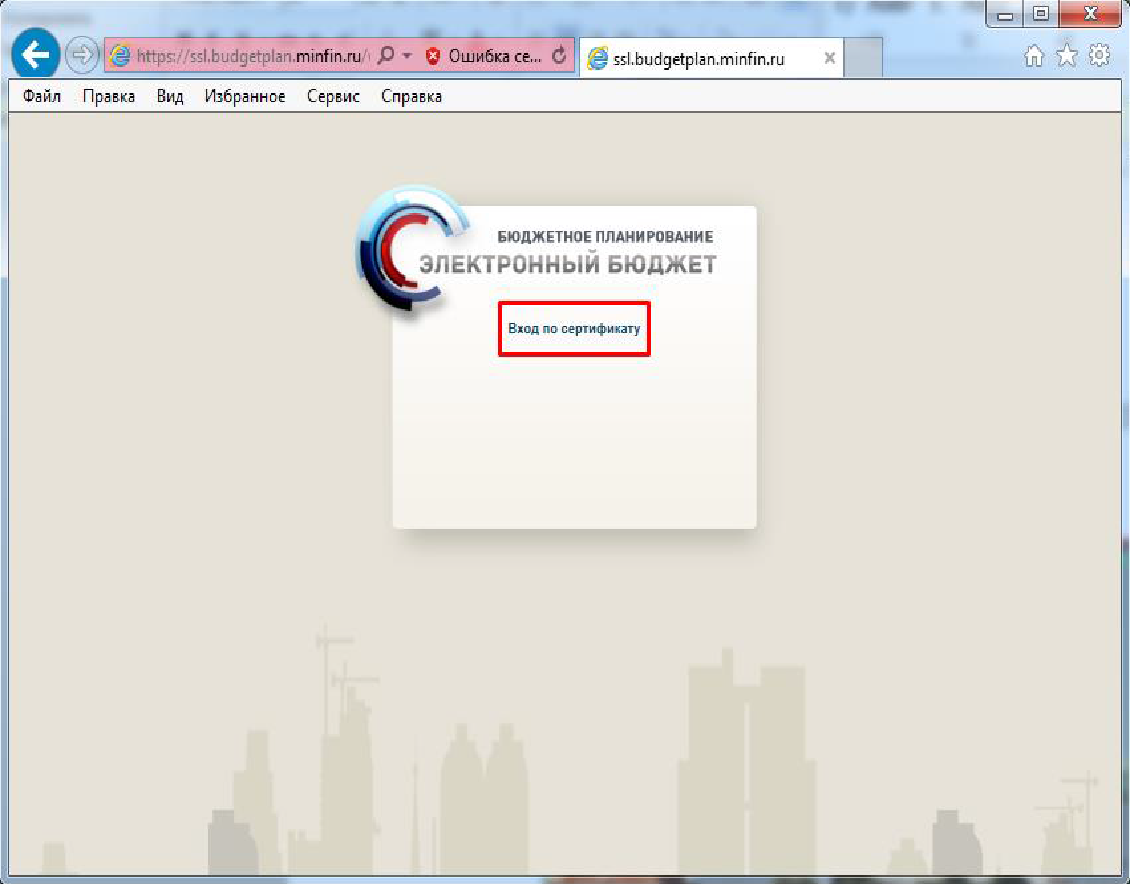 https://ssl.budgetplan.minfin.ru/ Ошибка се... ssl.budgetplan.minfin.ru
Файл Правка Вид Избранное Сервис Справка
БЮДЖЕТНОЕ ПЛАНИРОВАНИЕ
ЭЛЕКТРОННЫЙ БЮДЖЕТ
Вход по сертификату